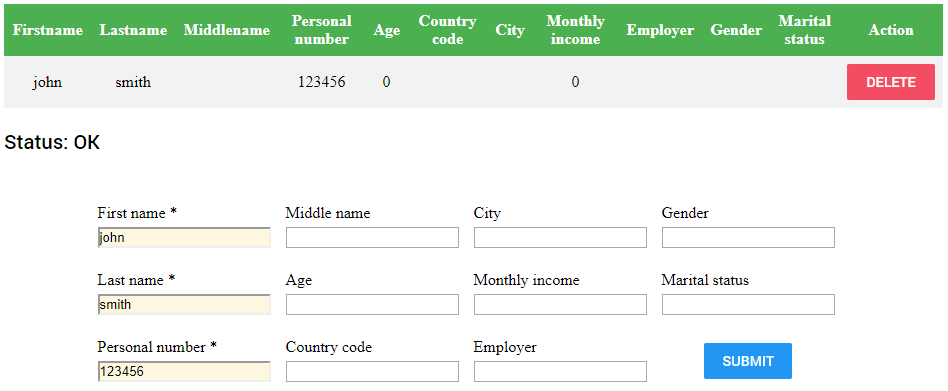 Firstname Lastname Middlename Personal number Age Country code City Monthly income Employer Gender Marital status Action
john smith 123456 0 0 DELETE
Status: OK
First name * Middle name City Gender
john
Last name * Age Monthly income Marital status
smith
Personal number * Country code Employer
123456
SUBMIT